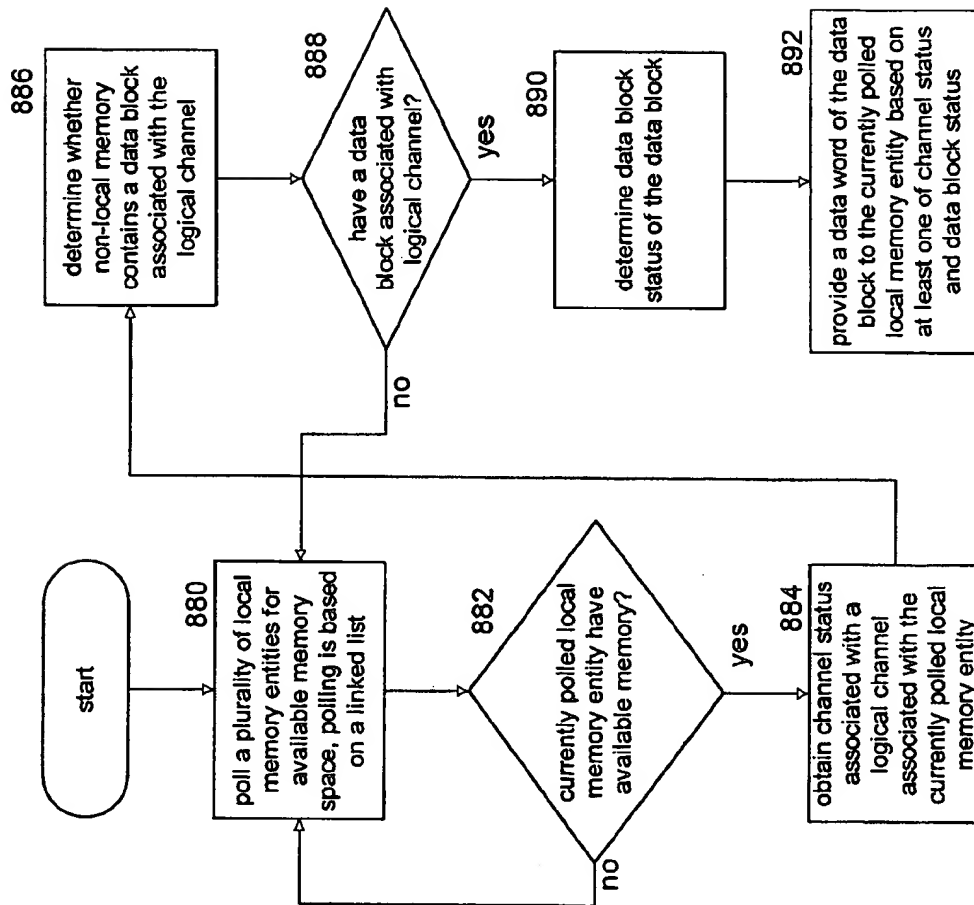 start
880
poll a plurality of local
memory entities for
available memory
space, polling is based
on a linked list
882
currently polled local
memory entity have
available memory?
no
yes
884
obtain channel status
associated with a
logical channel
associated with the
currently polled local
memory entity
886
determine whether
non-local memory
contains a data block
associated with the
logical channel
888
have a data
block associated with
logical channel?
no
yes
890
determine data block
status of the data block
892
provide a data word of the data
block to the currently polled
local memory entity based on
at least one of channel status
and data block status